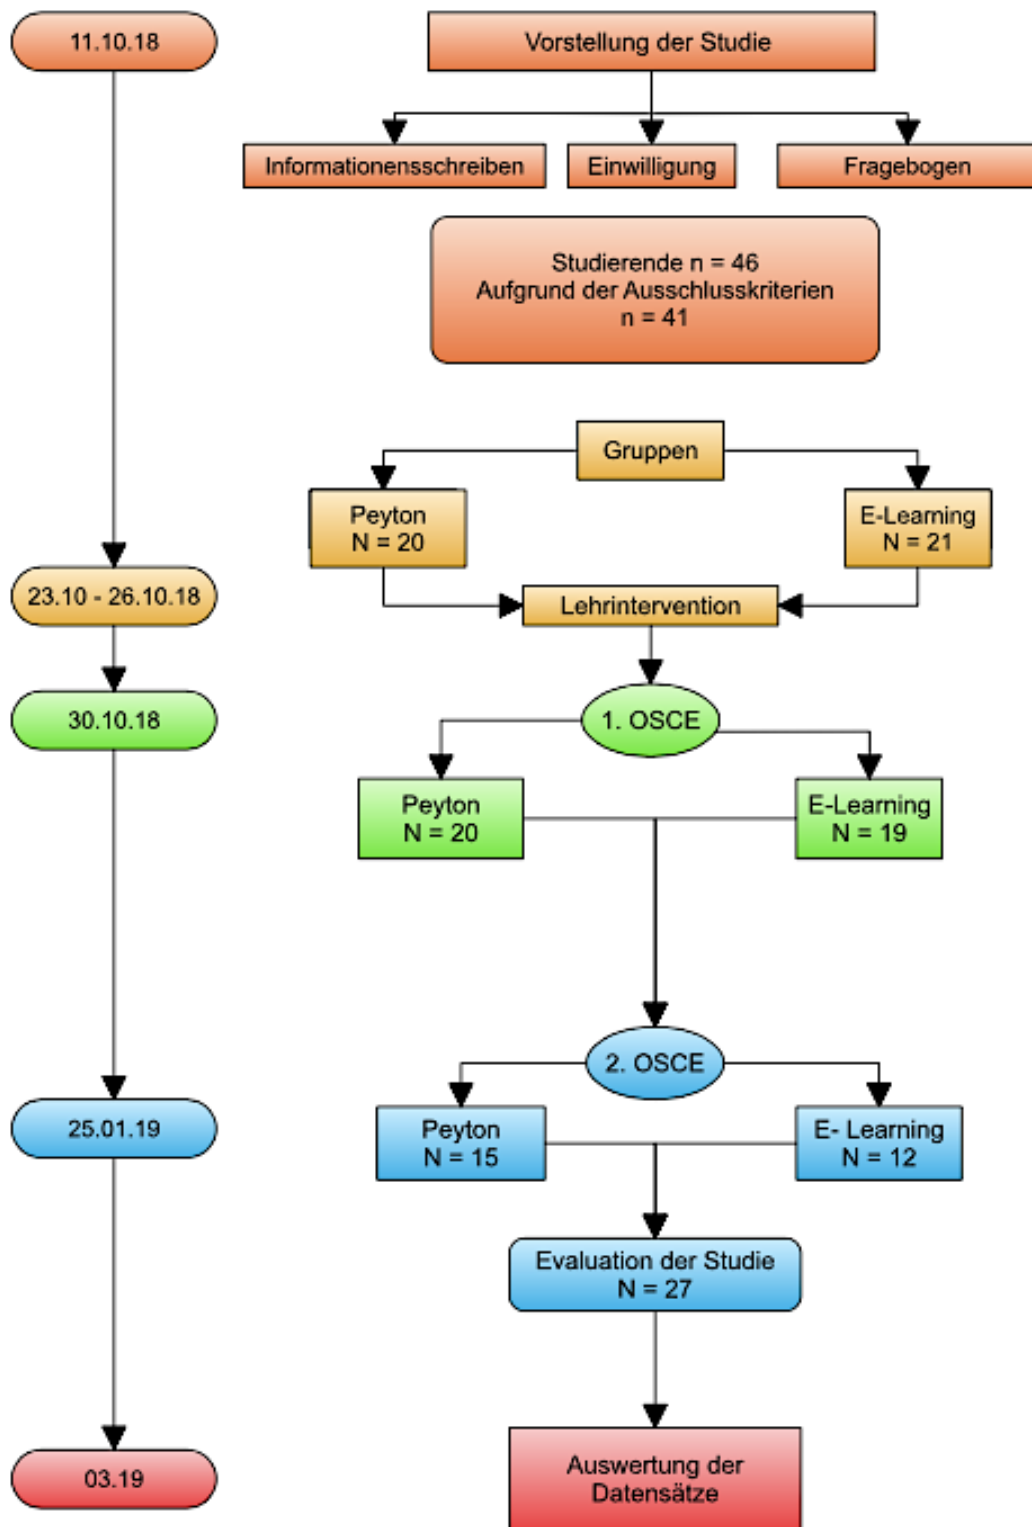 11.10.18
Vorstellung der Studie
Informationensschreiben
Einwilligung
Fragebogen
Studierende n = 46
Aufgrund der Ausschlusskriterien
n = 41
Gruppen
Peyton
N = 20
E-Learning
N = 21
23.10 - 26.10.18
Lehrintervention
30.10.18
1. OSCE
Peyton
N = 20
E-Learning
N = 19
2. OSCE
25.01.19
Peyton
N = 15
E- Learning
N = 12
Evaluation der Studie
N = 27
03.19
Auswertung der
Datensätze